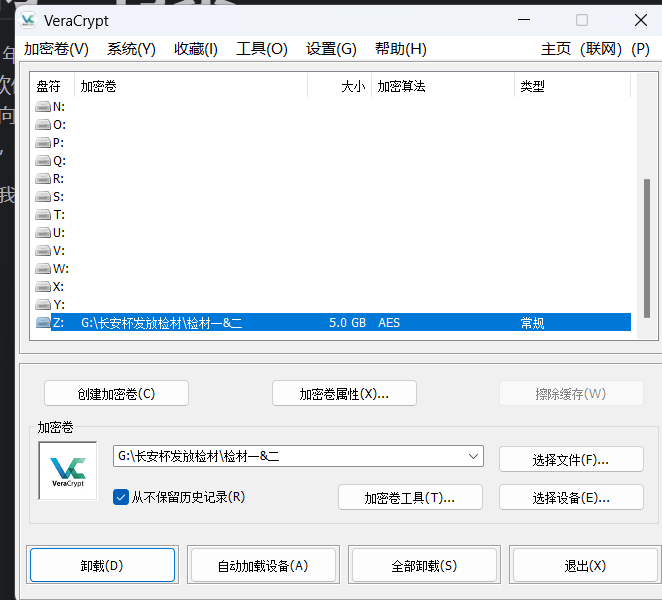 VeraCrypt
加密卷(V) 系统(Y) 收藏(I) 工具(O) 设置(G) 帮助(H) 主页（联网）(P)
盘符 加密卷 大小 加密算法 类型
N:
O:
P:
Q:
R:
S:
T:
U:
V:
W:
X:
Y:
Z: G:\长安杯发放检材\检材一&二 5.0 GB AES 常规
创建加密卷(C) 加密卷属性(X)... 擦除缓存(W)
加密卷
VeraCrypt
G:\长安杯发放检材\检材一&二 选择文件(F)...
从不保留历史记录(R) 加密卷工具(T)... 选择设备(E)...
卸载(D) 自动加载设备(A) 全部卸载(S) 退出(X)